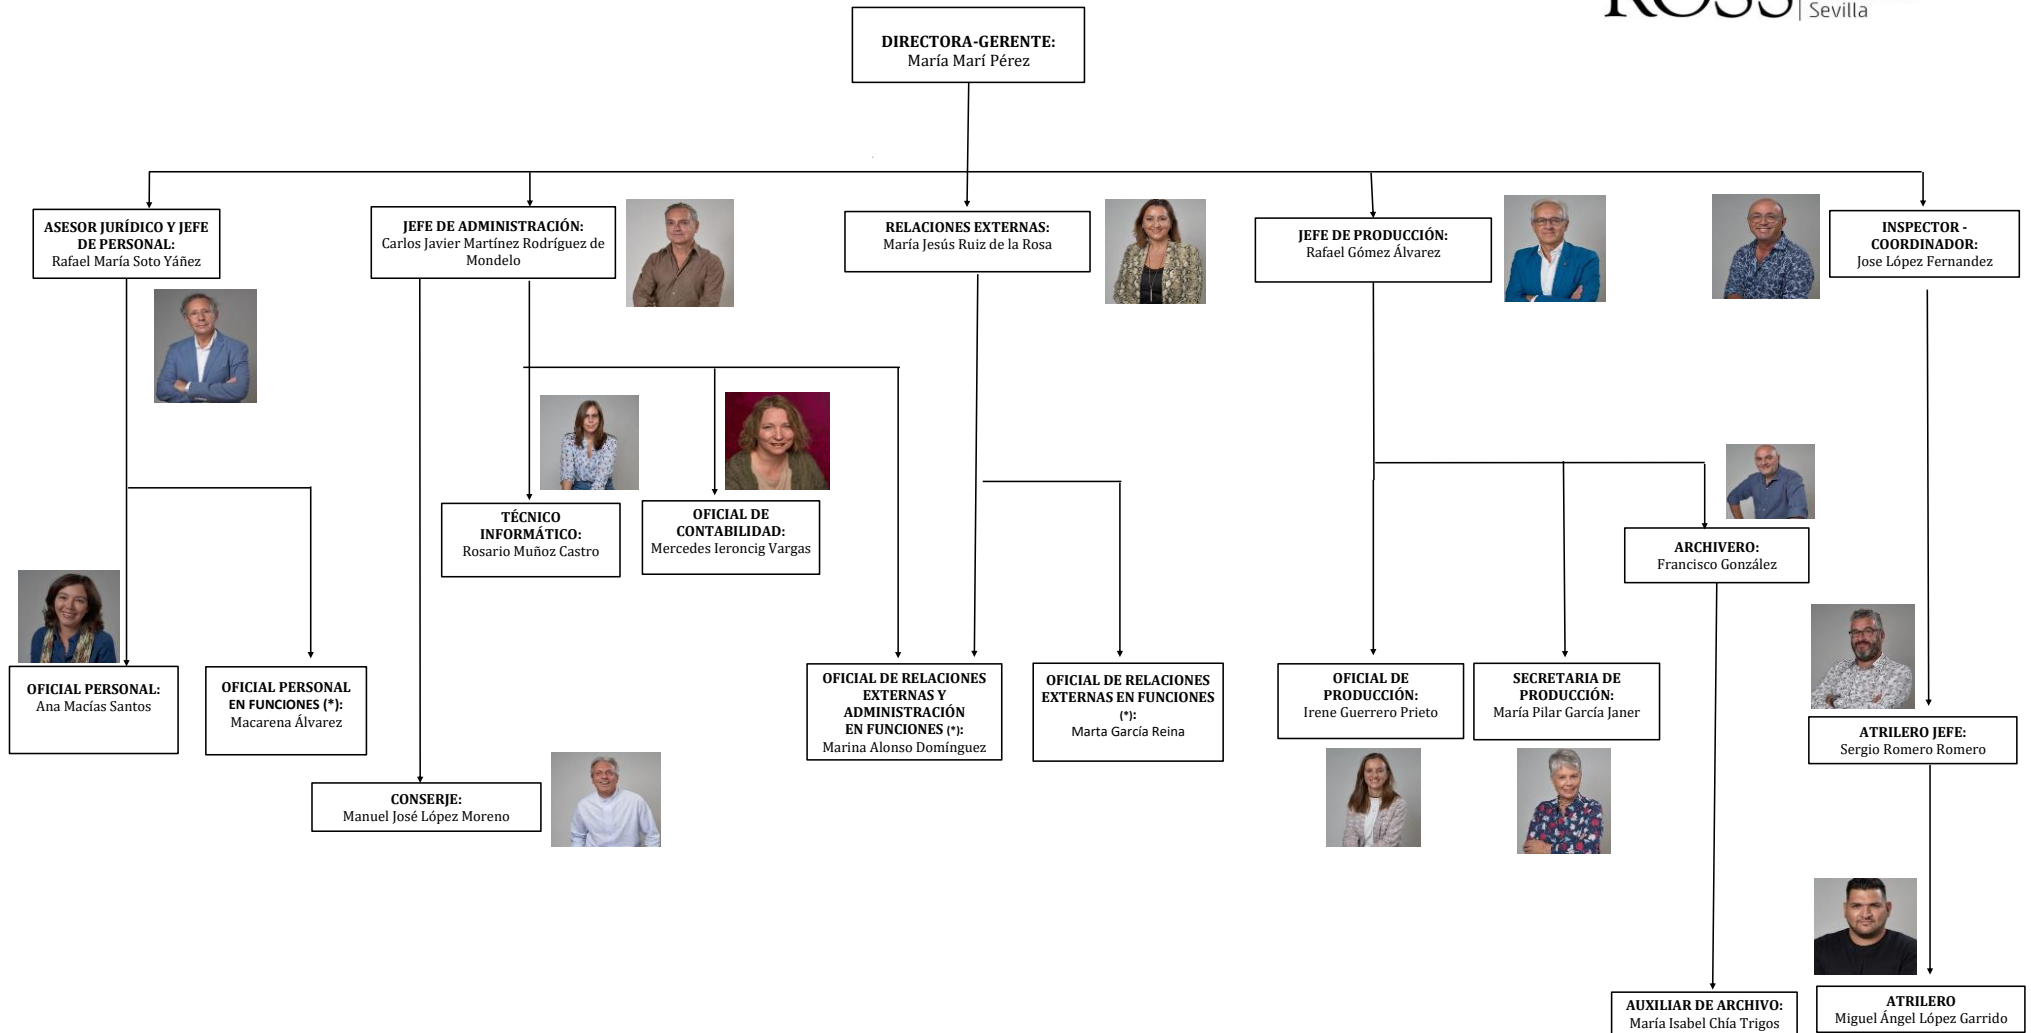 ROSS
Sevilla
DIRECTORA-GERENTE:
María Marí Pérez
ASESOR JURÍDICO Y JEFE
DE PERSONAL:
Rafael María Soto Yáñez
JEFE DE ADMINISTRACIÓN:
Carlos Javier Martínez Rodríguez de
Mondelo
RELACIONES EXTERNAS:
María Jesús Ruiz de la Rosa
JEFE DE PRODUCCIÓN:
Rafael Gómez Álvarez
INSPECTOR -
COORDINADOR:
Jose López Fernandez
TÉCNICO
INFORMÁTICO:
Rosario Muñoz Castro
OFICIAL DE
CONTABILIDAD:
Mercedes Ieroncig Vargas
ARCHIVERO:
Francisco González
OFICIAL PERSONAL:
Ana Macías Santos
OFICIAL PERSONAL
EN FUNCIONES (*):
Macarena Álvarez
OFICIAL DE RELACIONES
EXTERNAS Y
ADMINISTRACIÓN
EN FUNCIONES (*):
Marina Alonso Domínguez
OFICIAL DE RELACIONES
EXTERNAS EN FUNCIONES
(*):
Marta García Reina
OFICIAL DE
PRODUCCIÓN:
Irene Guerrero Prieto
SECRETARIA DE
PRODUCCIÓN:
María Pilar García Janer
ATRILERO JEFE:
Sergio Romero Romero
CONSERJE:
Manuel José López Moreno
AUXILIAR DE ARCHIVO:
María Isabel Chía Trigos
ATRILERO
Miguel Ángel López Garrido